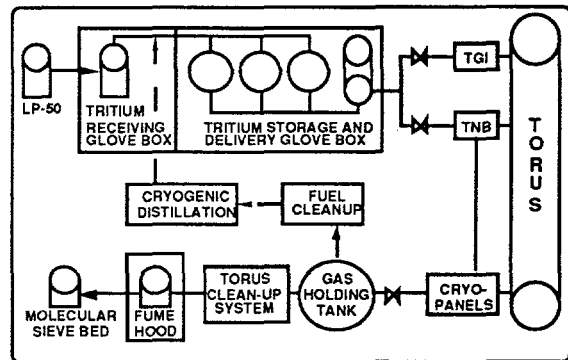 LP-50
TRITIUM
RECEIVING
GLOVE BOX
TRITIUM STORAGE AND
DELIVERY GLOVE BOX
TGI
TNB
TORUS
CRYOGENIC
DISTILLATION
FUEL
CLEANUP
MOLECULAR
SIEVE BED
FUME
HOOD
TORUS
CLEAN-UP
SYSTEM
GAS
HOLDING
TANK
CRYO-
PANELS